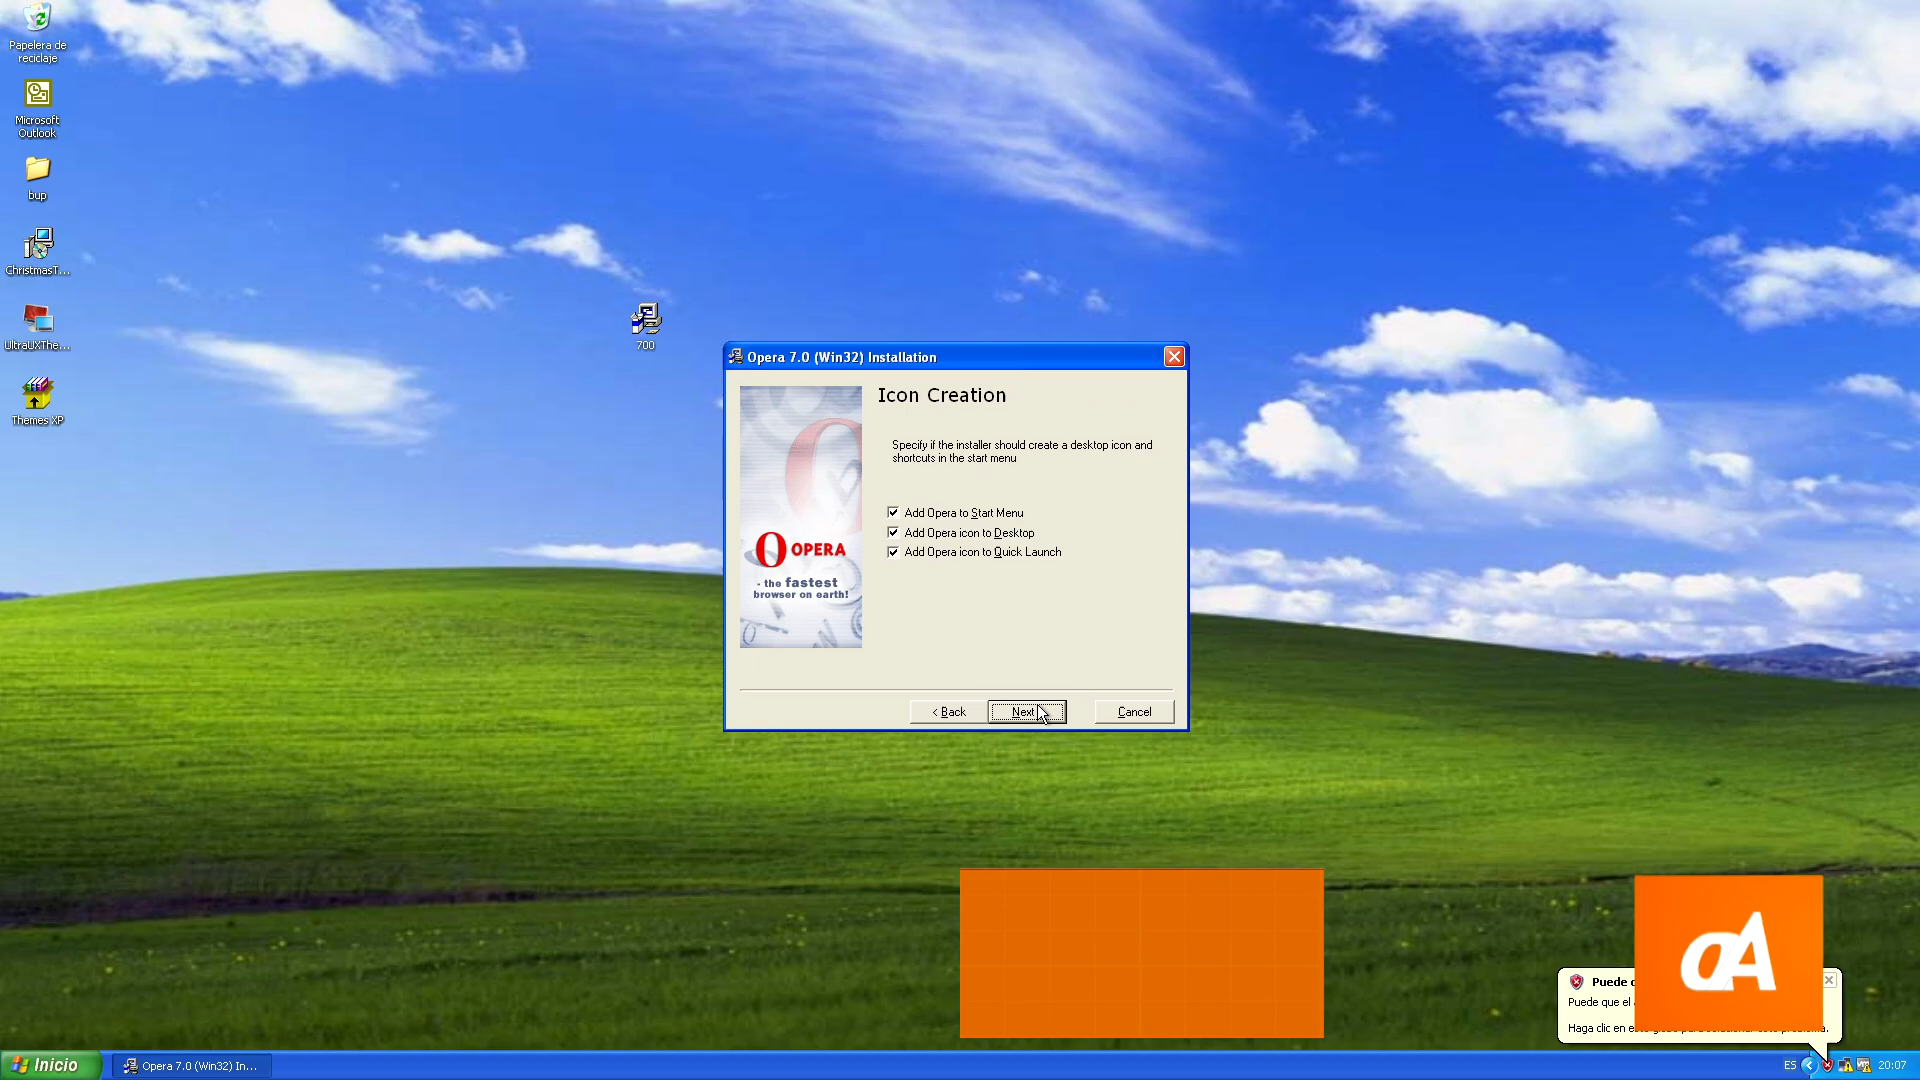 Papelera de
reciclaje
Microsoft
Outlook
bup
ChristmasT...
UltraUXThe...
Themes XP
700
Opera 7.0 (Win32) Installation
Icon Creation
Specify if the installer should create a desktop icon and
shortcuts in the start menu
Add Opera to Start Menu
Add Opera icon to Desktop
Add Opera icon to Quick Launch
OPERA
- the fastest
browser on earth!
< Back
Next
Cancel
aA
Puede
Puede que el
Haga clic en
Inicio
Opera 7.0 (Win32) In...
ES
20:07